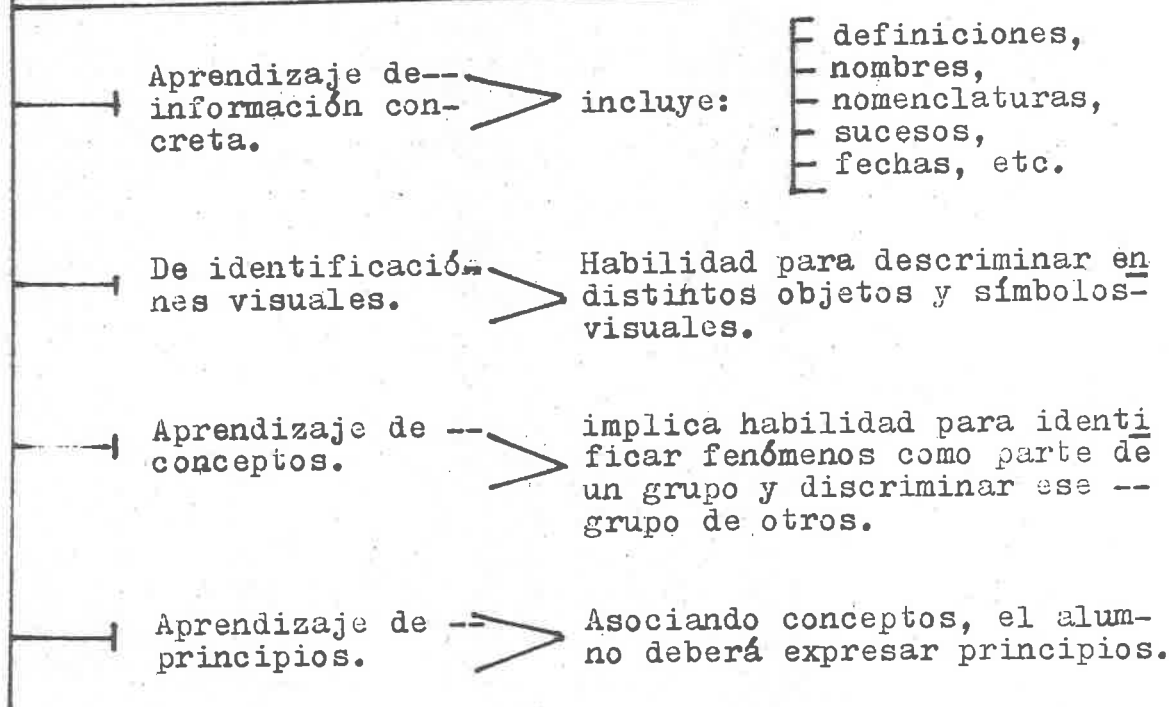 Aprendizaje de--
información con-
creta.
incluye:
definiciones,
nombres,
nomenclaturas,
sucesos,
fechas, etc.
De identificació-
nes visuales.
Habilidad para descriminar en
distintos objetos y símbolos-
visuales.
Aprendizaje de --
conceptos.
implica habilidad para identi
ficar fenómenos como parte de
un grupo y discriminar ese --
grupo de otros.
Aprendizaje de --
principios.
Asociando conceptos, el alum-
no deberá expresar principios.